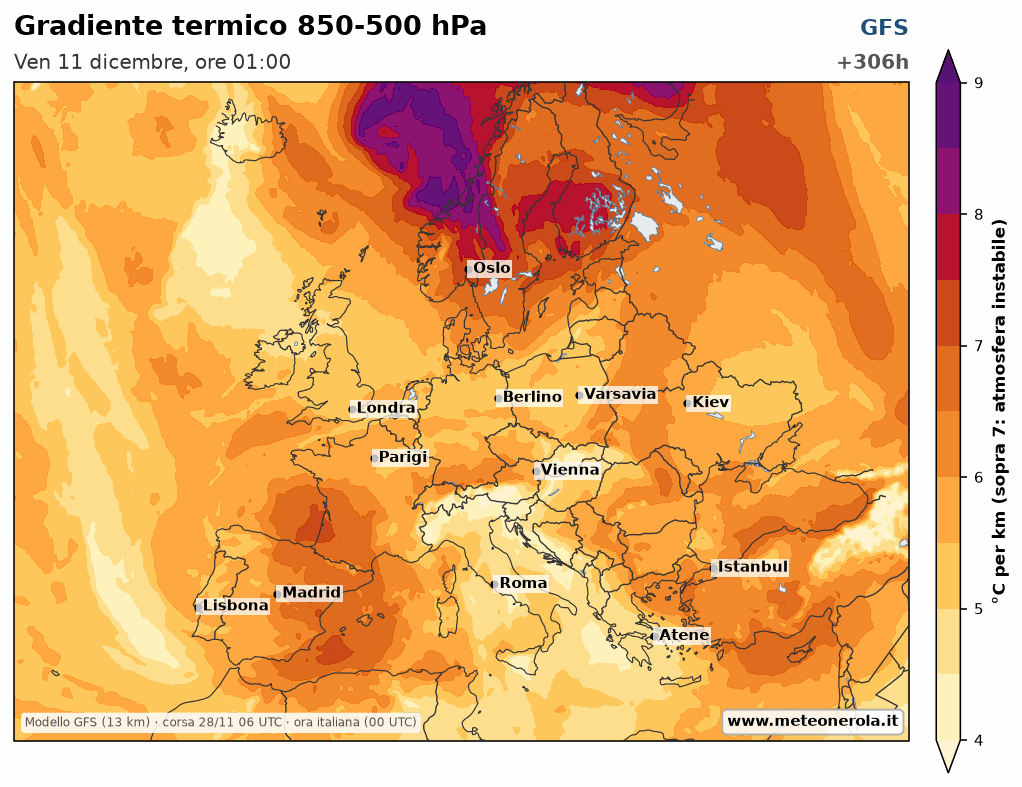 Gradiente termico 850-500 hPa
GFS
Ven 11 dicembre, ore 01:00
+306h
9
8
7
6
5
4
°C per km (sopra 7: atmosfera instabile)
Oslo
Londra
Berlino
Varsavia
Kiev
Parigi
Vienna
Istanbul
Roma
Madrid
Lisbona
Atene
Modello GFS (13 km) · corsa 28/11 06 UTC · ora italiana (00 UTC)
www.meteonerola.it